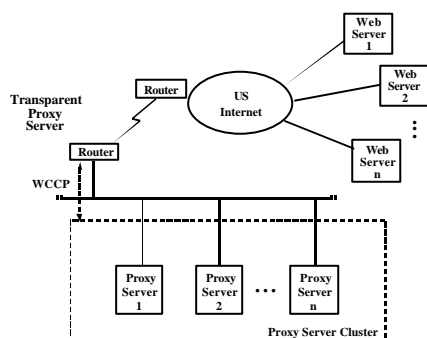 Web
Server
1
Router
US
Internet
Web
Server
2
...
Transparent
Proxy
Server
Router
Web
Server
n
WCCP
Proxy
Server
1
Proxy
Server
2
...
Proxy
Server
n
Proxy Server Cluster